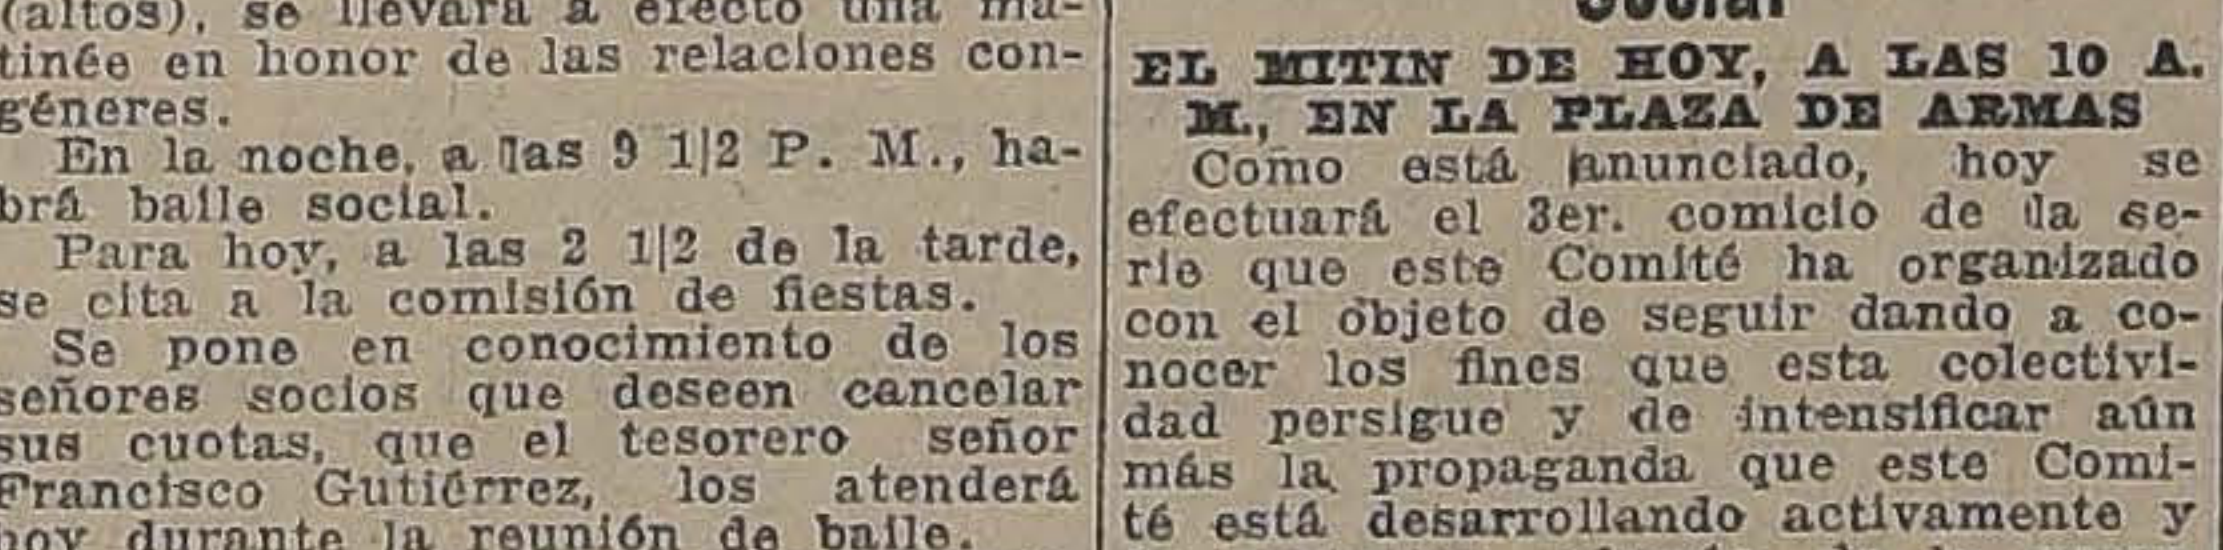 (altos), se llevará a efecto una ma-
tinée en honor de las relaciones con-
géneres.
En la noche, a las 9 1|2 P. M., ha-
brá baile social.
Para hoy, a las 2 1|2 de la tarde,
se cita a la comisión de fiestas.
Se pone en conocimiento de los
señores socios que deseen cancelar
sus cuotas, que el tesorero señor
Francisco Gutiérrez, los atenderá
hoy durante la reunión de baile.
Social
EL MITIN DE HOY, A LAS 10 A.
M., EN LA PLAZA DE ARMAS
Como está anunciado, hoy se
efectuará el 3er. comicio de la se-
rie que este Comité ha organizado
con el objeto de seguir dando a co-
nocer los fines que esta colectivi-
dad persigue y de intensificar aún
más la propaganda que este Comi-
té está desarrollando activamente y